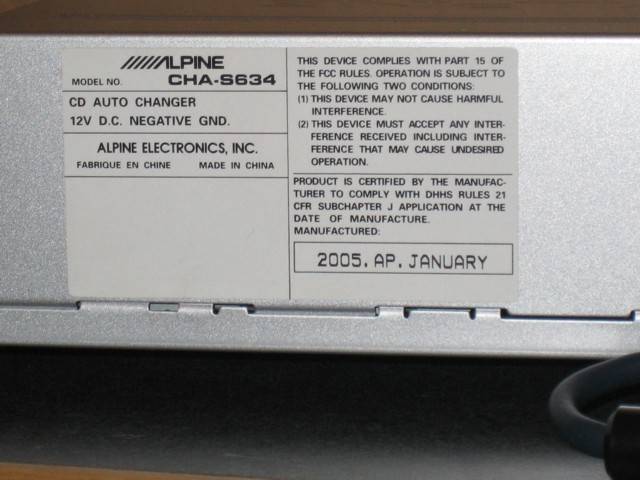 ALPINE
MODEL NO. CHA-S634
CD AUTO CHANGER
12V D.C. NEGATIVE GND.
ALPINE ELECTRONICS, INC.
FABRIQUE EN CHINE MADE IN CHINA
THIS DEVICE COMPLIES WITH PART 15 OF
THE FCC RULES. OPERATION IS SUBJECT TO
THE FOLLOWING TWO CONDITIONS:
(1) THIS DEVICE MAY NOT CAUSE HARMFUL
INTERFERENCE.
(2) THIS DEVICE MUST ACCEPT ANY INTER-
FERENCE RECEIVED INCLUDING INTER-
FERENCE THAT MAY CAUSE UNDESIRED
OPERATION.
PRODUCT IS CERTIFIED BY THE MANUFAC-
TURER TO COMPLY WITH DHHS RULES 21
CFR SUBCHAPTER J APPLICATION AT THE
DATE OF MANUFACTURE.
MANUFACTURED:
2005. AP. JANUARY